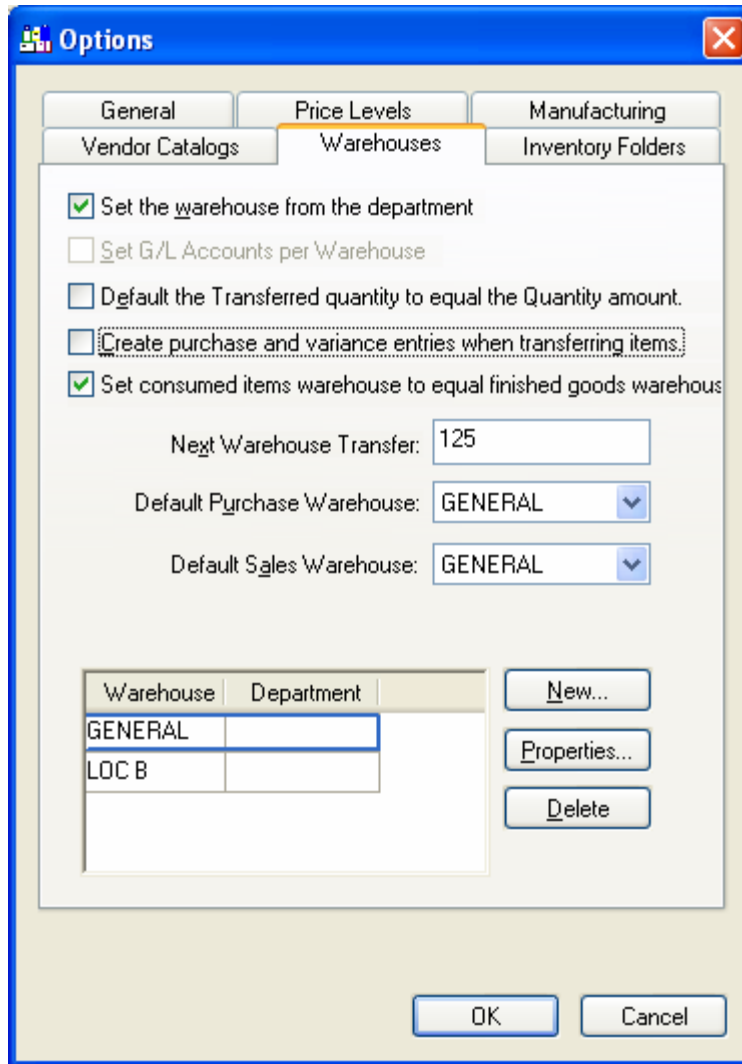 Options
General Price Levels Manufacturing
Vendor Catalogs Warehouses Inventory Folders
Set the warehouse from the department
Set G/L Accounts per Warehouse
Default the Transferred quantity to equal the Quantity amount.
Create purchase and variance entries when transferring items.
Set consumed items warehouse to equal finished goods warehous
Next Warehouse Transfer: 125
Default Purchase Warehouse: GENERAL
Default Sales Warehouse: GENERAL
Warehouse Department New...
GENERAL
Properties...
LOC B
Delete
OK Cancel